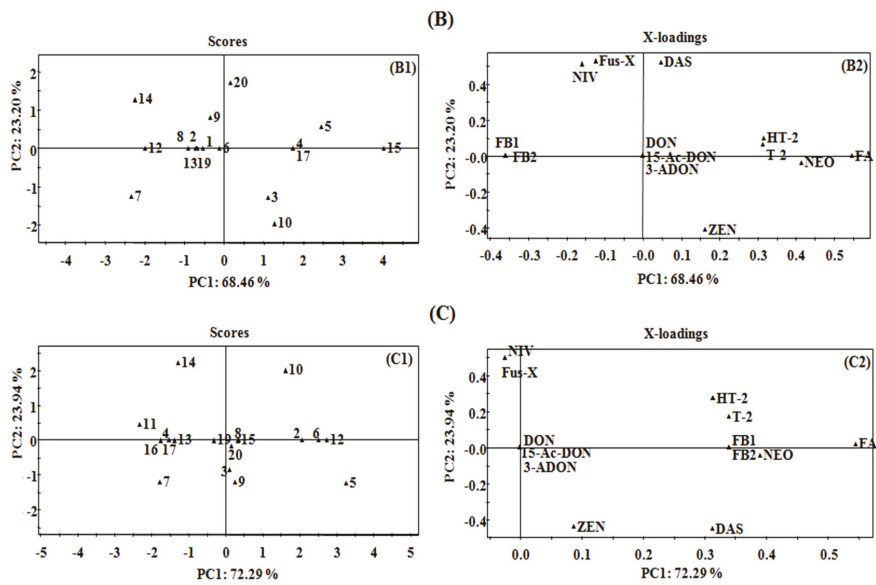 (B)
Scores
(B1)
PC2: 23.20 %
2
1
0
-1
-2
20
14
9
5
8 2 1
12
6
4
15
13 19
17
7
3
10
-4 -3 -2 -1 0 1 2 3 4 5
PC1: 68.46 %
X-loadings
(B2)
PC2: 23.20 %
0.4
0.2
-0.0
-0.2
-0.4
Fus-X
NIV
DAS
HT-2
FB1
DON
T-2
FB2
15-Ac-DON
FA
NEO
3-ADON
ZEN
-0.4 -0.3 -0.2 -0.1 -0.0 0.1 0.2 0.3 0.4 0.5
PC1: 68.46 %
(C)
Scores
(C1)
PC2: 23.94 %
2
1
0
-1
-2
14
10
11
4
8
2 6
13
19
15
12
16 17
20
3
7
9
5
-5 -4 -3 -2 -1 0 1 2 3 4 5
PC1: 72.29 %
X-loadings
(C2)
PC2: 23.94 %
0.4
0.2
-0.0
-0.2
-0.4
NIV
Fus-X
HT-2
T-2
DON
FB1
FA
15-Ac-DON
FB2
NEO
3-ADON
ZEN
DAS
0.0 0.1 0.2 0.3 0.4 0.5
PC1: 72.29 %